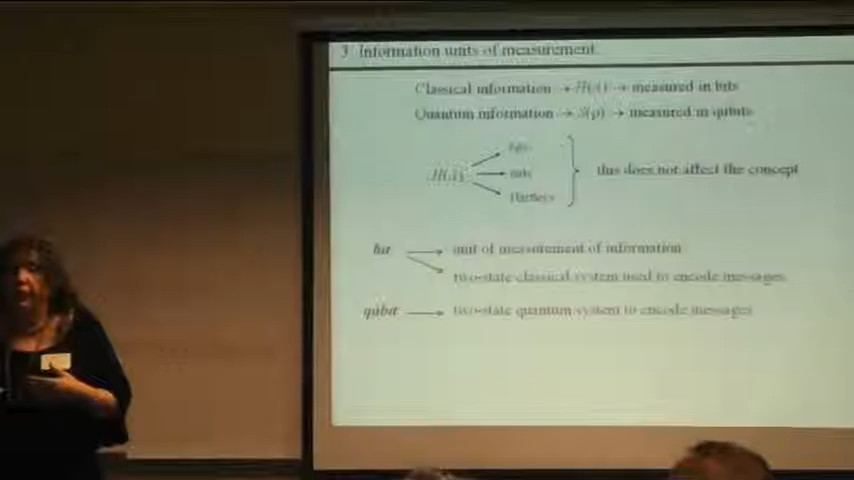 3 Information units of measurement
Classical information → H(A) → measured in bits
Quantum information → S(ρ) → measured in qubits
bits
H(A) nats this does not affect the concept
Hartleys
bit unit of measurement of information
two-state classical system used to encode messages
qubit two-state quantum system to encode messages